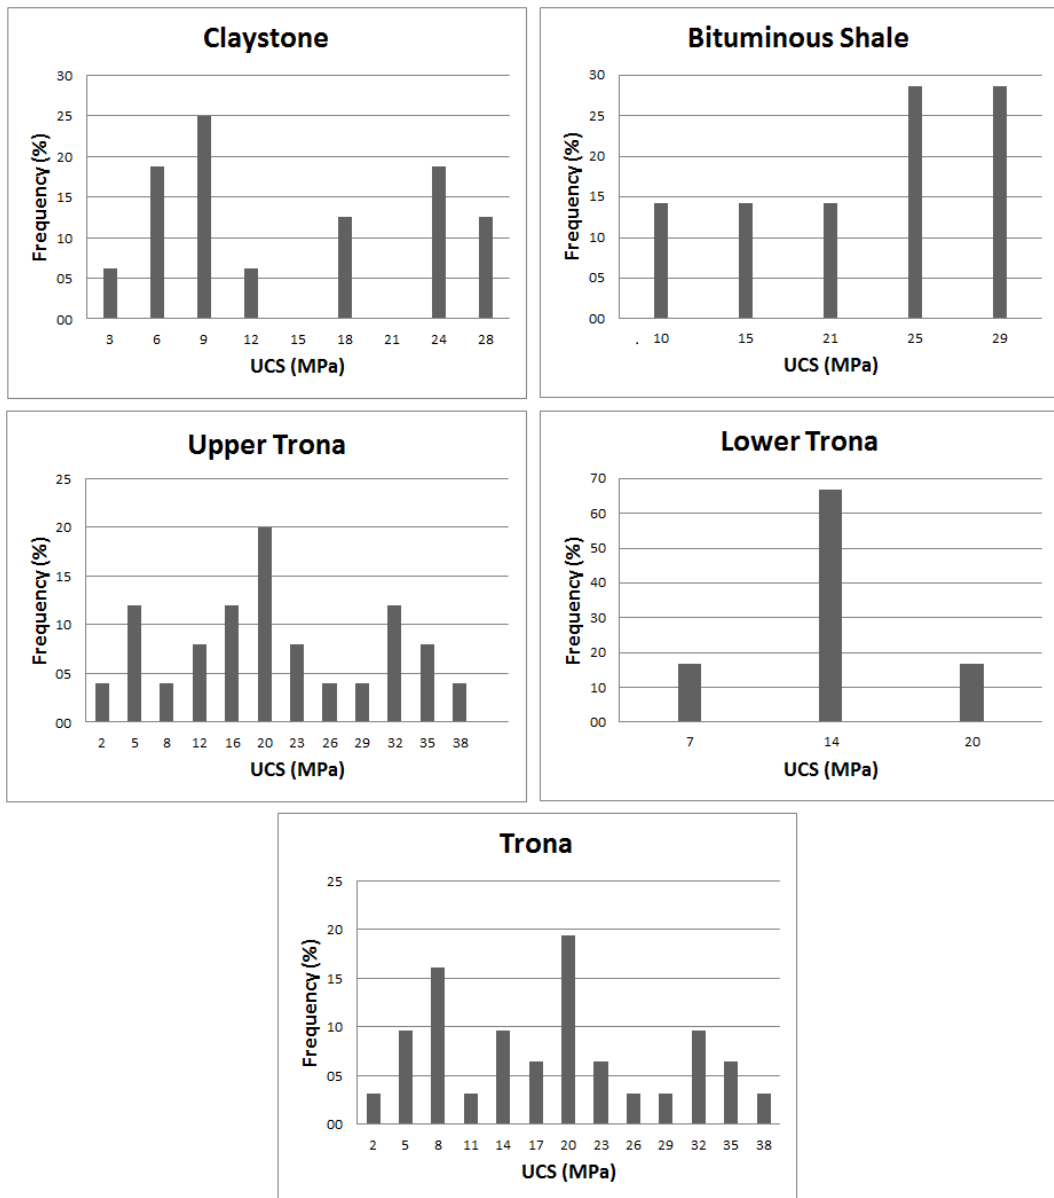 Claystone
Frequency (%)
30
25
20
15
10
05
00
3 6 9 12 15 18 21 24 28
UCS (MPa)
Bituminous Shale
Frequency (%)
30
25
20
15
10
05
00
. 10 15 21 25 29
UCS (MPa)
Upper Trona
Frequency (%)
25
20
15
10
05
00
2 5 8 12 16 20 23 26 29 32 35 38
UCS (MPa)
Lower Trona
Frequency (%)
70
60
50
40
30
20
10
00
7 14 20
UCS (MPa)
Trona
Frequency (%)
25
20
15
10
05
00
2 5 8 11 14 17 20 23 26 29 32 35 38
UCS (MPa)